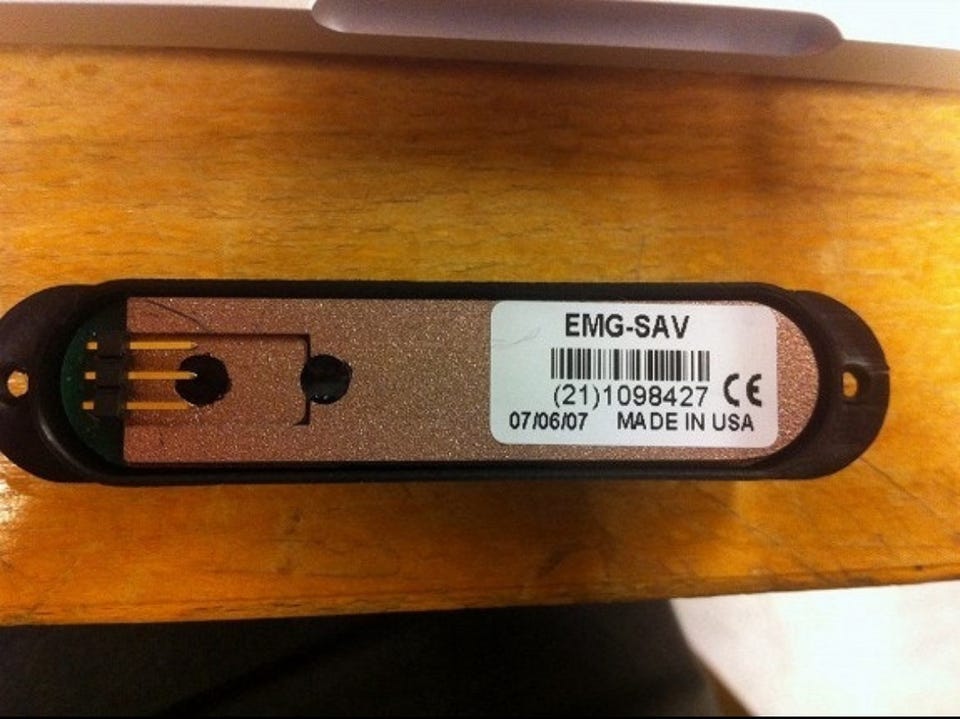 EMG-SAV
(21)1098427 CE
07/06/07 MADE IN USA